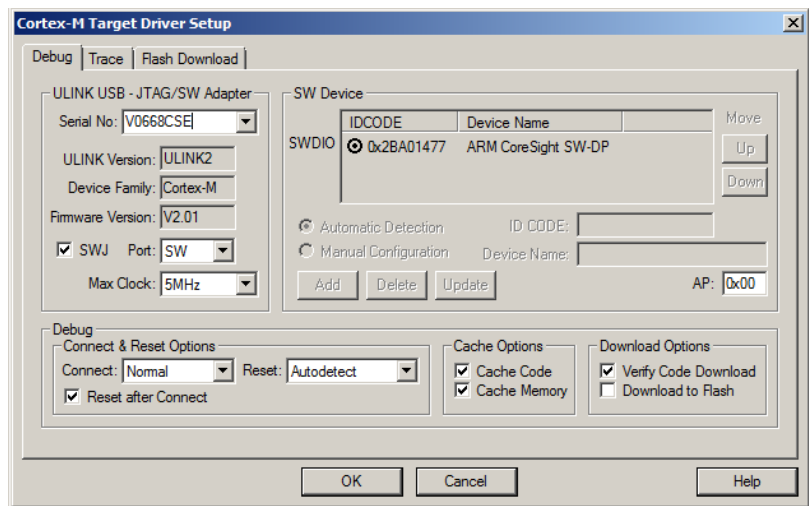 Cortex-M Target Driver Setup
Debug Trace Flash Download
ULINK USB - JTAG/SW Adapter
Serial No: V0668CSE
ULINK Version: ULINK2
Device Family: Cortex-M
Firmware Version: V2.01
SWJ Port: SW
Max Clock: 5MHz
SW Device
IDCODE Device Name Move
SWDIO 0x2BA01477 ARM CoreSight SW-DP Up
Down
Automatic Detection ID CODE:
Manual Configuration Device Name:
Add Delete Update AP: 0x00
Debug
Connect & Reset Options
Connect: Normal Reset: Autodetect
Reset after Connect
Cache Options
Cache Code
Cache Memory
Download Options
Verify Code Download
Download to Flash
OK Cancel Help